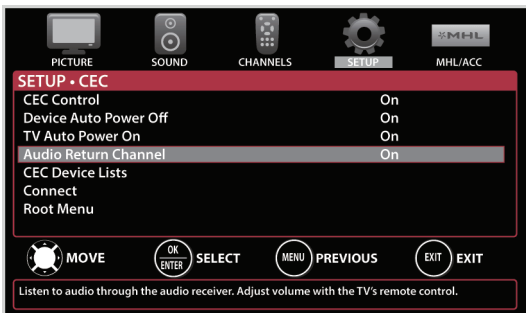 PICTURE SOUND CHANNELS SETUP MHL/ACC
MHL
SETUP • CEC
CEC Control On
Device Auto Power Off On
TV Auto Power On On
Audio Return Channel On
CEC Device Lists
Connect
Root Menu
MOVE OK ENTER SELECT MENU PREVIOUS EXIT EXIT
Listen to audio through the audio receiver. Adjust volume with the TV's remote control.